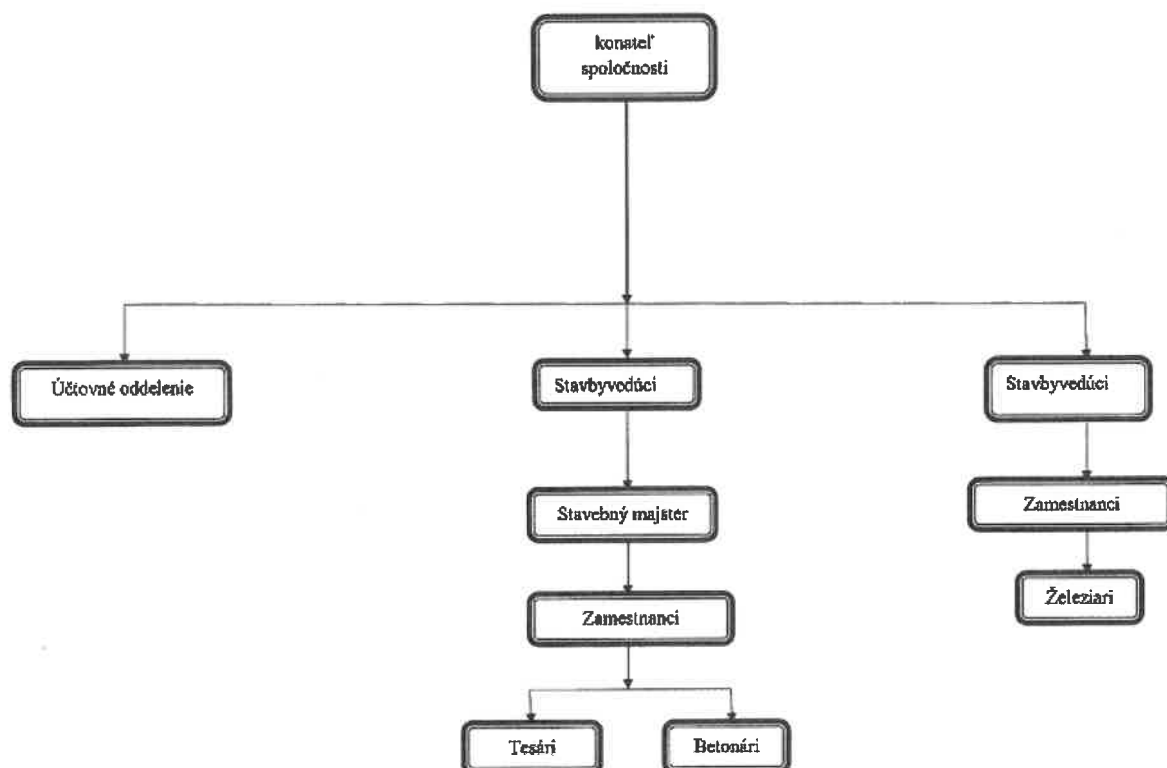 konateľ
spoločnosti
Účtovné oddelenie
Stavbyvedúci
Stavbyvedúci
Stavebný majster
Zamestnanci
Zamestnanci
Železiari
Tesári
Betonári